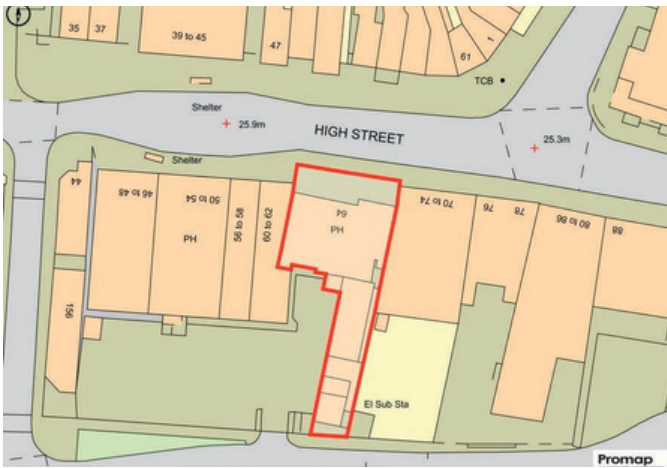 35
37
39 to 45
47
61
1
TCB
Shelter
25.9m
HIGH STREET
25.3m
Shelter
44
46 to 48
50 to 54
PH
56 to 58
60 to 62
64
PH
70 to 74
76
78
80 to 86
88
156
El Sub Sta
Promap